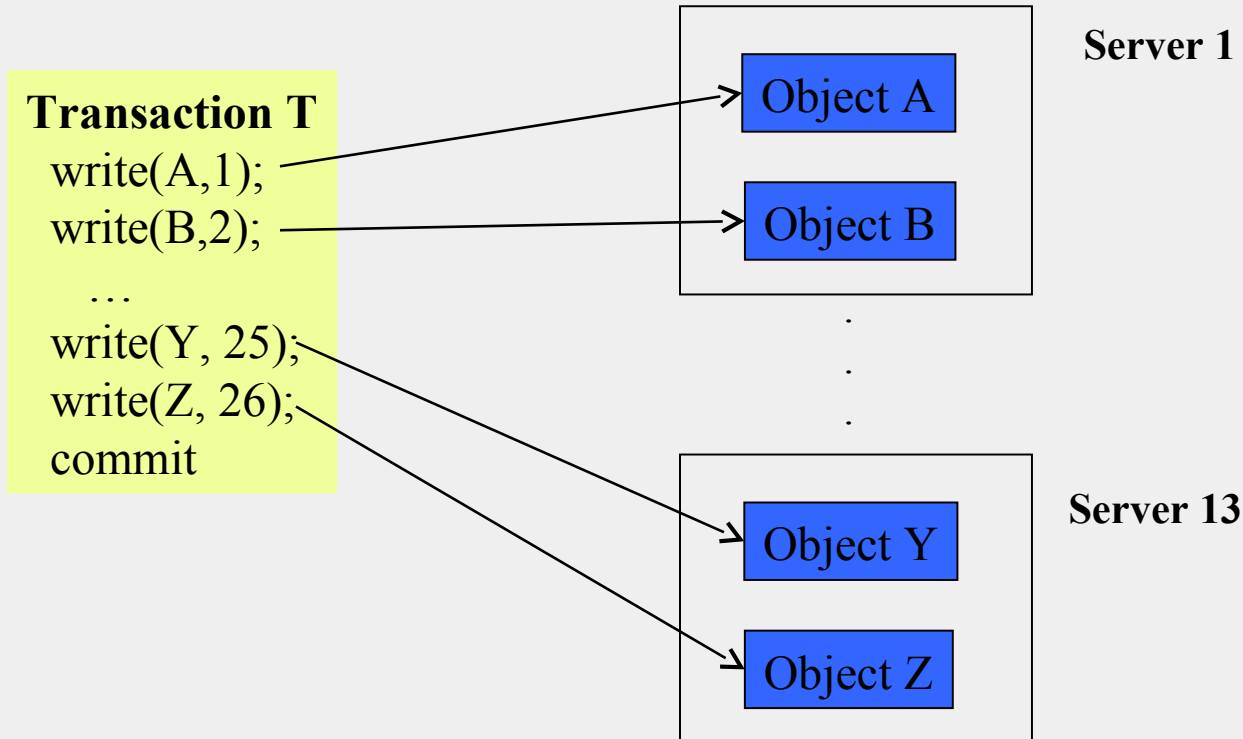 Transaction T
write(A,1);
write(B,2);
…
write(Y, 25);
write(Z, 26);
commit
Server 1
Object A
Object B
.
.
.
Server 13
Object Y
Object Z